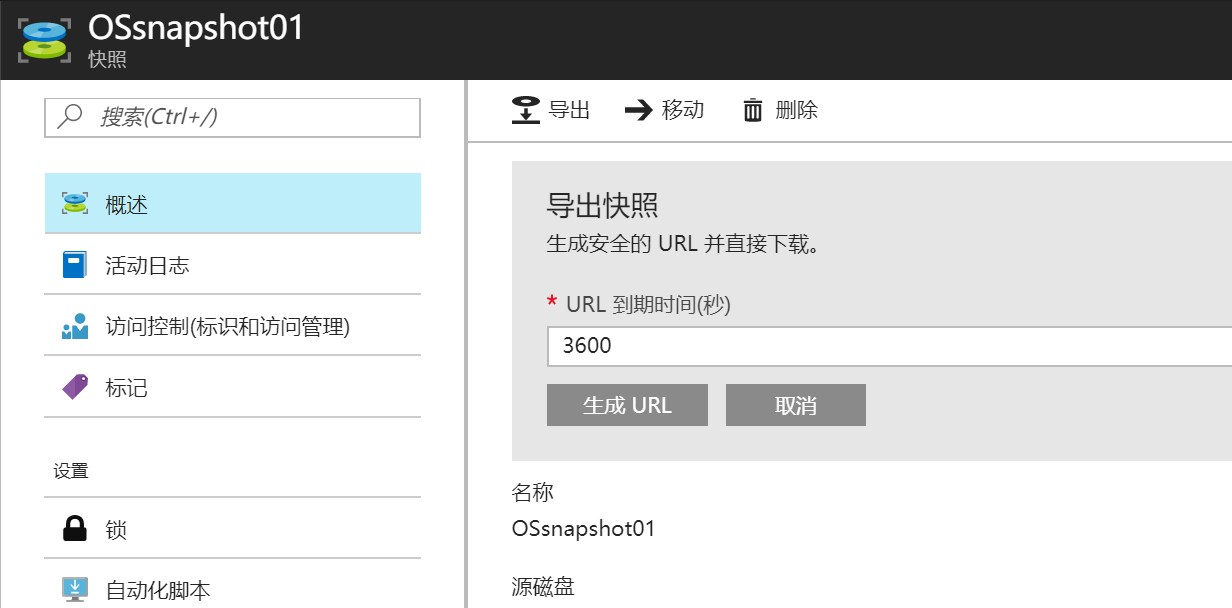 OSsnapshot01
快照
搜索(Ctrl+/)
概述
活动日志
访问控制(标识和访问管理)
标记
设置
锁
自动化脚本
导出 移动 删除
导出快照
生成安全的 URL 并直接下载。
* URL 到期时间(秒)
3600
生成 URL 取消
名称
OSsnapshot01
源磁盘